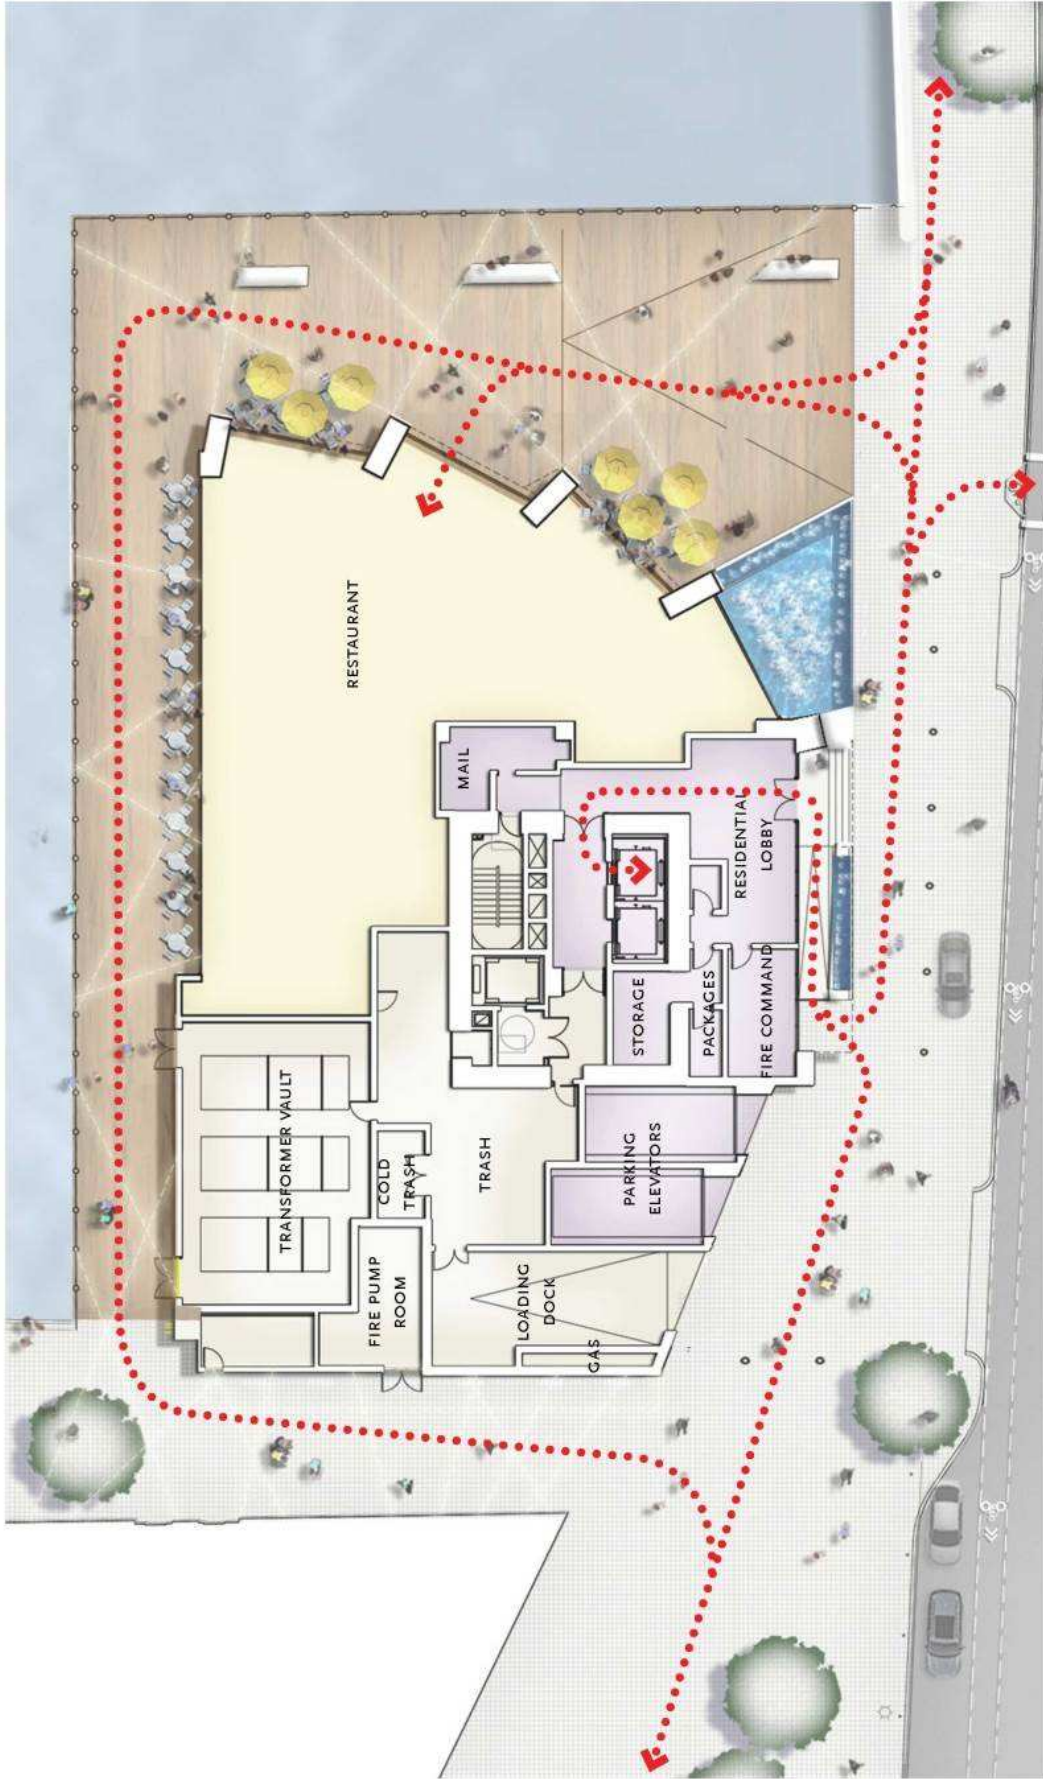 RESTAURANT
MAIL
RESIDENTIAL
LOBBY
STORAGE
PACKAGES
FIRE COMMAND
TRANSFORMER VAULT
COLD
TRASH
TRASH
PARKING
ELEVATORS
FIRE PUMP
ROOM
LOADING
DOCK
GAS